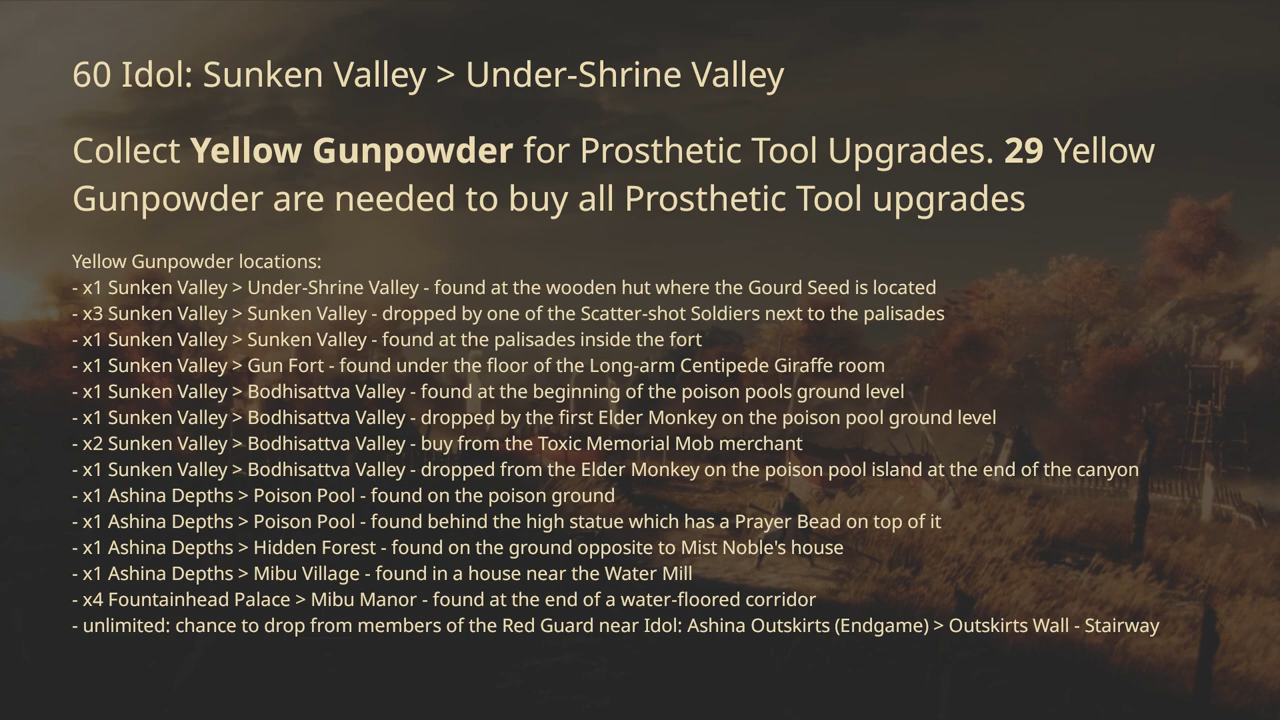 60 Idol: Sunken Valley > Under-Shrine Valley
Collect Yellow Gunpowder for Prosthetic Tool Upgrades. 29 Yellow
Gunpowder are needed to buy all Prosthetic Tool upgrades
Yellow Gunpowder locations:
- x1 Sunken Valley > Under-Shrine Valley - found at the wooden hut where the Gourd Seed is located
- x3 Sunken Valley > Sunken Valley - dropped by one of the Scatter-shot Soldiers next to the palisades
- x1 Sunken Valley > Sunken Valley - found at the palisades inside the fort
- x1 Sunken Valley > Gun Fort - found under the floor of the Long-arm Centipede Giraffe room
- x1 Sunken Valley > Bodhisattva Valley - found at the beginning of the poison pools ground level
- x1 Sunken Valley > Bodhisattva Valley - dropped by the first Elder Monkey on the poison pool ground level
- x2 Sunken Valley > Bodhisattva Valley - buy from the Toxic Memorial Mob merchant
- x1 Sunken Valley > Bodhisattva Valley - dropped from the Elder Monkey on the poison pool island at the end of the canyon
- x1 Ashina Depths > Poison Pool - found on the poison ground
- x1 Ashina Depths > Poison Pool - found behind the high statue which has a Prayer Bead on top of it
- x1 Ashina Depths > Hidden Forest - found on the ground opposite to Mist Noble's house
- x1 Ashina Depths > Mibu Village - found in a house near the Water Mill
- x4 Fountainhead Palace > Mibu Manor - found at the end of a water-floored corridor
- unlimited: chance to drop from members of the Red Guard near Idol: Ashina Outskirts (Endgame) > Outskirts Wall - Stairway